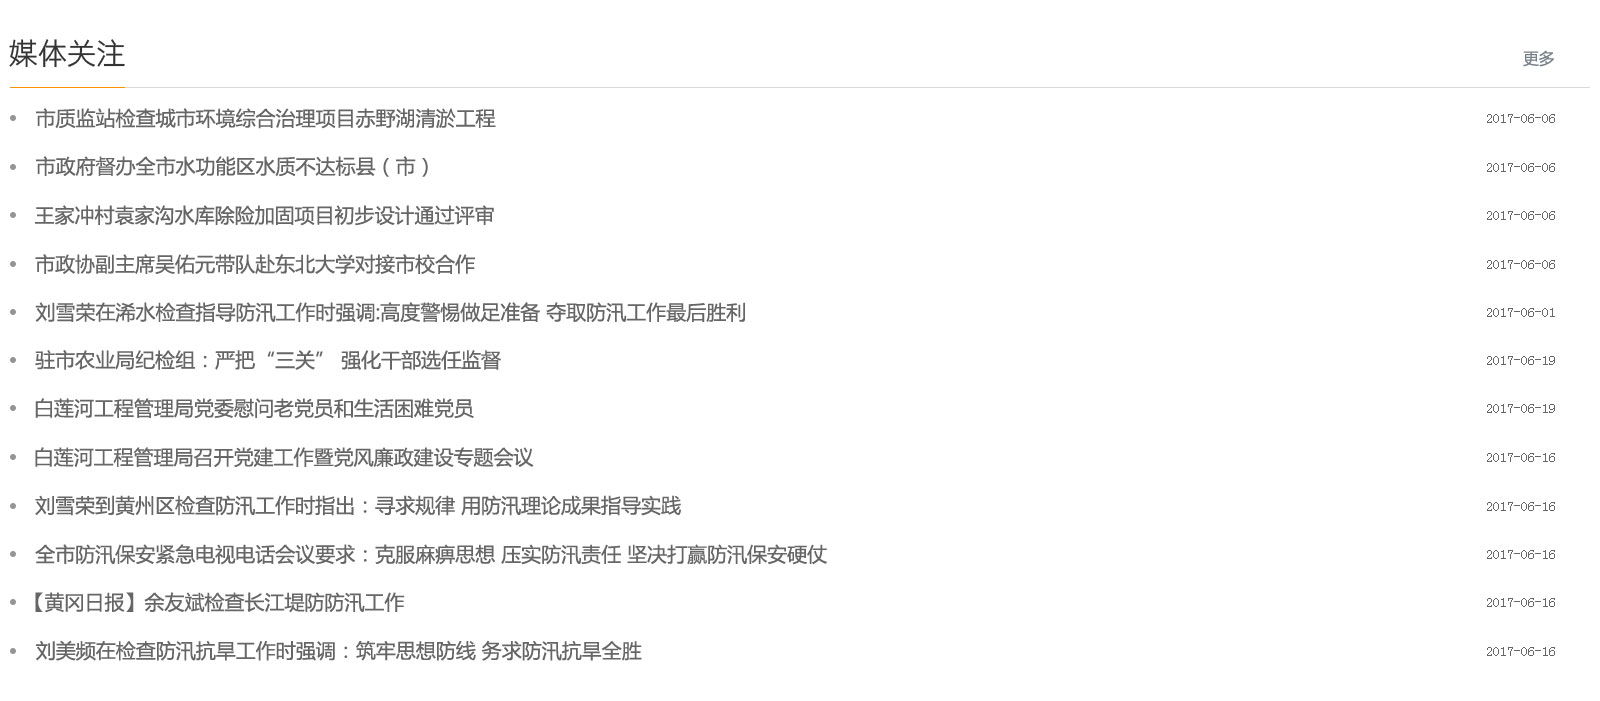 媒体关注
更多
市质监站检查城市环境综合治理项目赤野湖清淤工程 2017-06-06
市政府督办全市水功能区水质不达标县（市） 2017-06-06
王家冲村袁家沟水库除险加固项目初步设计通过评审 2017-06-06
市政协副主席吴佑元带队赴东北大学对接市校合作 2017-06-06
刘雪荣在浠水检查指导防汛工作时强调:高度警惕做足准备 夺取防汛工作最后胜利 2017-06-01
驻市农业局纪检组：严把“三关” 强化干部选任监督 2017-06-19
白莲河工程管理局党委慰问老党员和生活困难党员 2017-06-19
白莲河工程管理局召开党建工作暨党风廉政建设专题会议 2017-06-16
刘雪荣到黄州区检查防汛工作时指出：寻求规律 用防汛理论成果指导实践 2017-06-16
全市防汛保安紧急电视电话会议要求：克服麻痹思想 压实防汛责任 坚决打赢防汛保安硬仗 2017-06-16
【黄冈日报】余友斌检查长江堤防防汛工作 2017-06-16
刘美频在检查防汛抗旱工作时强调：筑牢思想防线 务求防汛抗旱全胜 2017-06-16